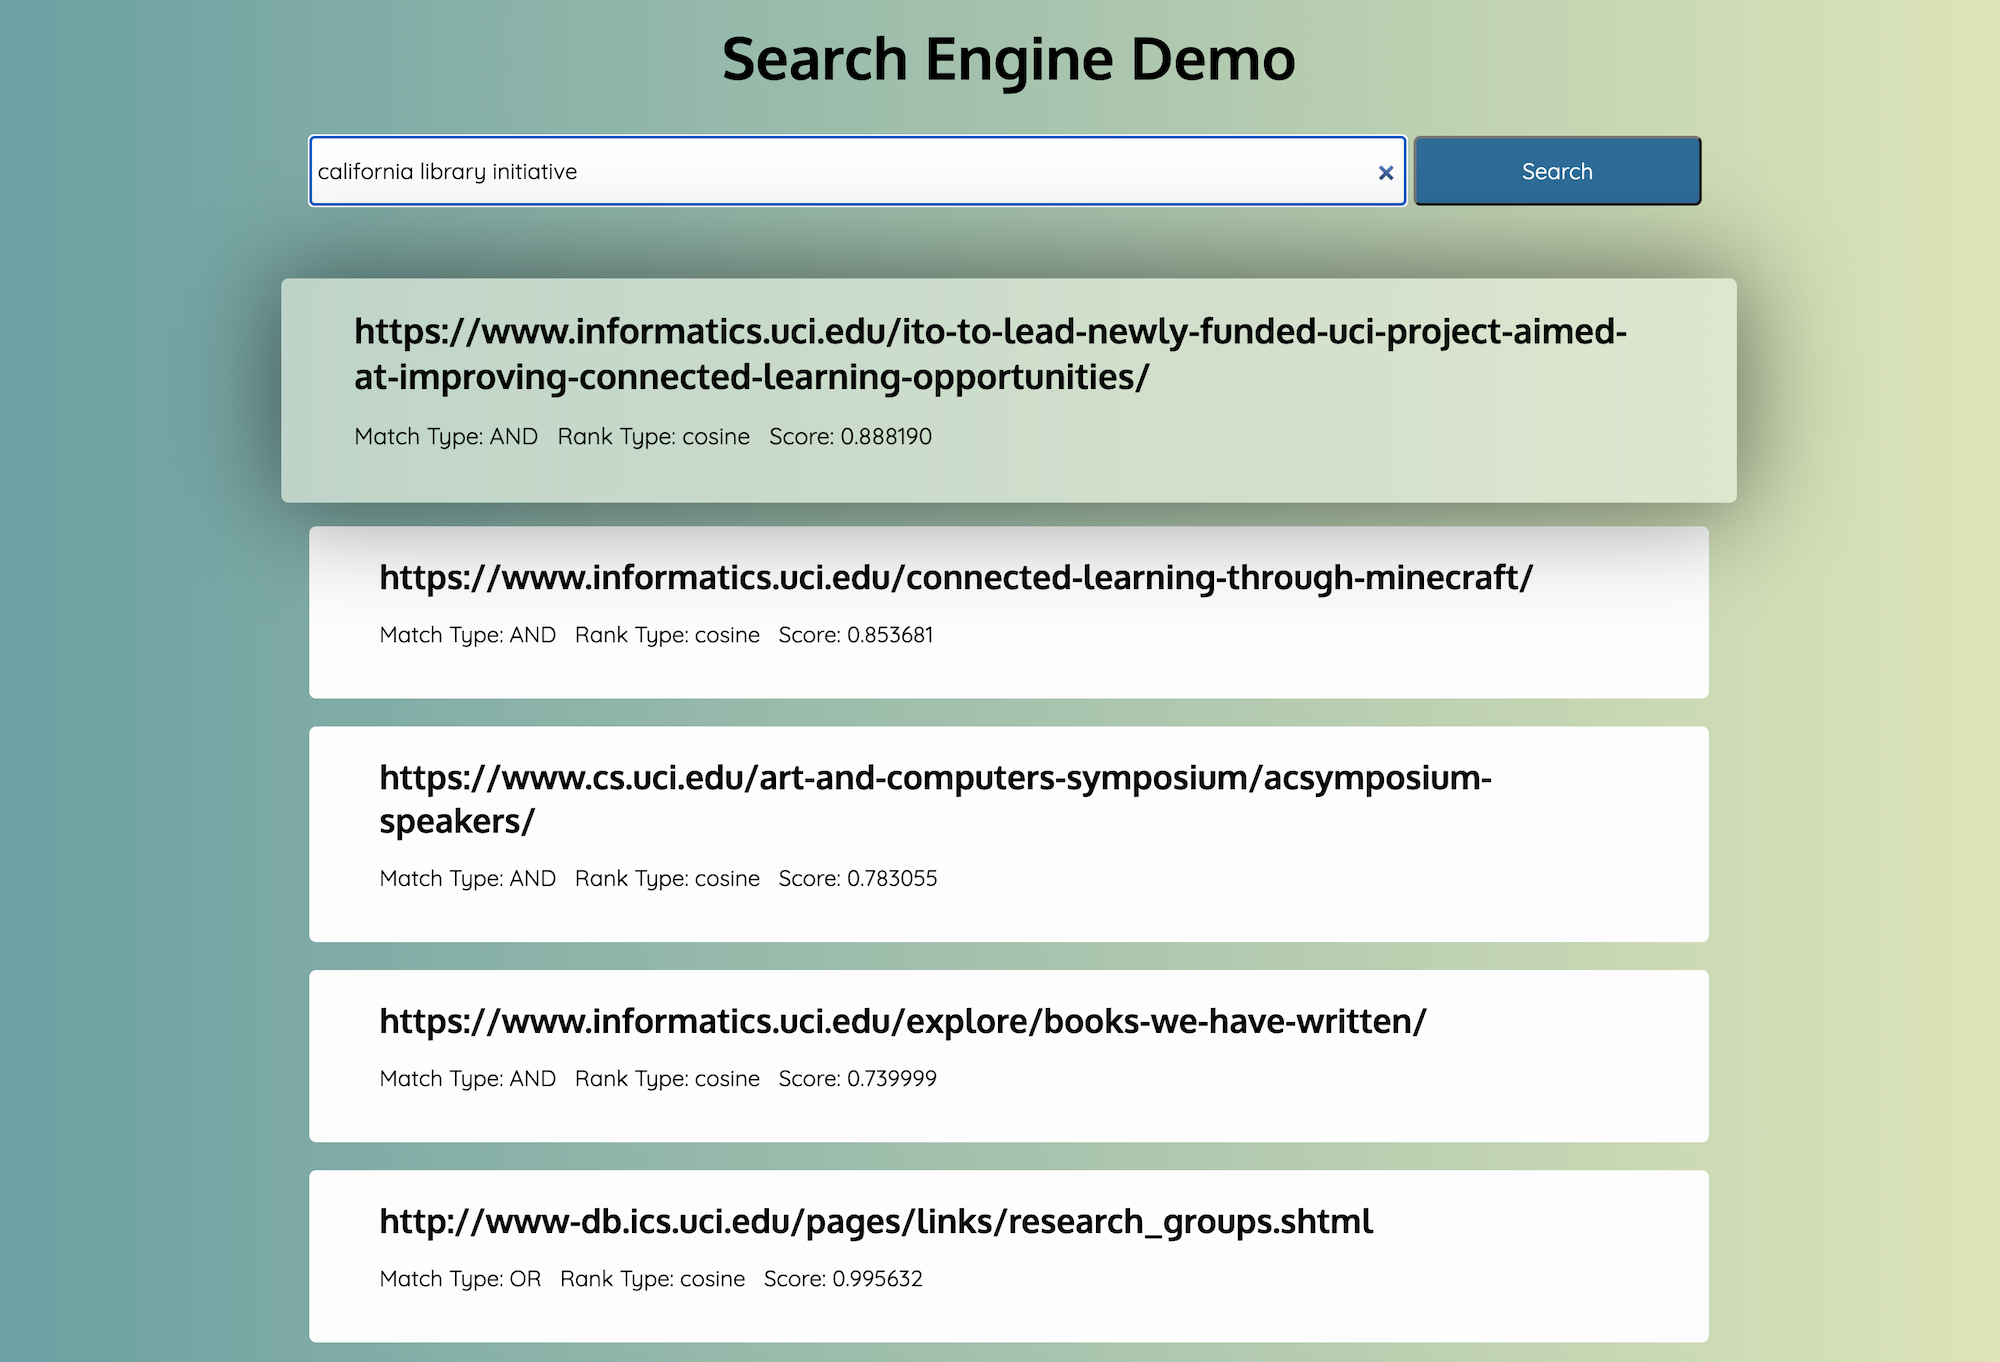 Search Engine Demo
california library initiative
×
Search
https://www.informatics.uci.edu/ito-to-lead-newly-funded-uci-project-aimed-
at-improving-connected-learning-opportunities/
Match Type: AND Rank Type: cosine Score: 0.888190
https://www.informatics.uci.edu/connected-learning-through-minecraft/
Match Type: AND Rank Type: cosine Score: 0.853681
https://www.cs.uci.edu/art-and-computers-symposium/acsymposium-
speakers/
Match Type: AND Rank Type: cosine Score: 0.783055
https://www.informatics.uci.edu/explore/books-we-have-written/
Match Type: AND Rank Type: cosine Score: 0.739999
http://www-db.ics.uci.edu/pages/links/research_groups.shtml
Match Type: OR Rank Type: cosine Score: 0.995632